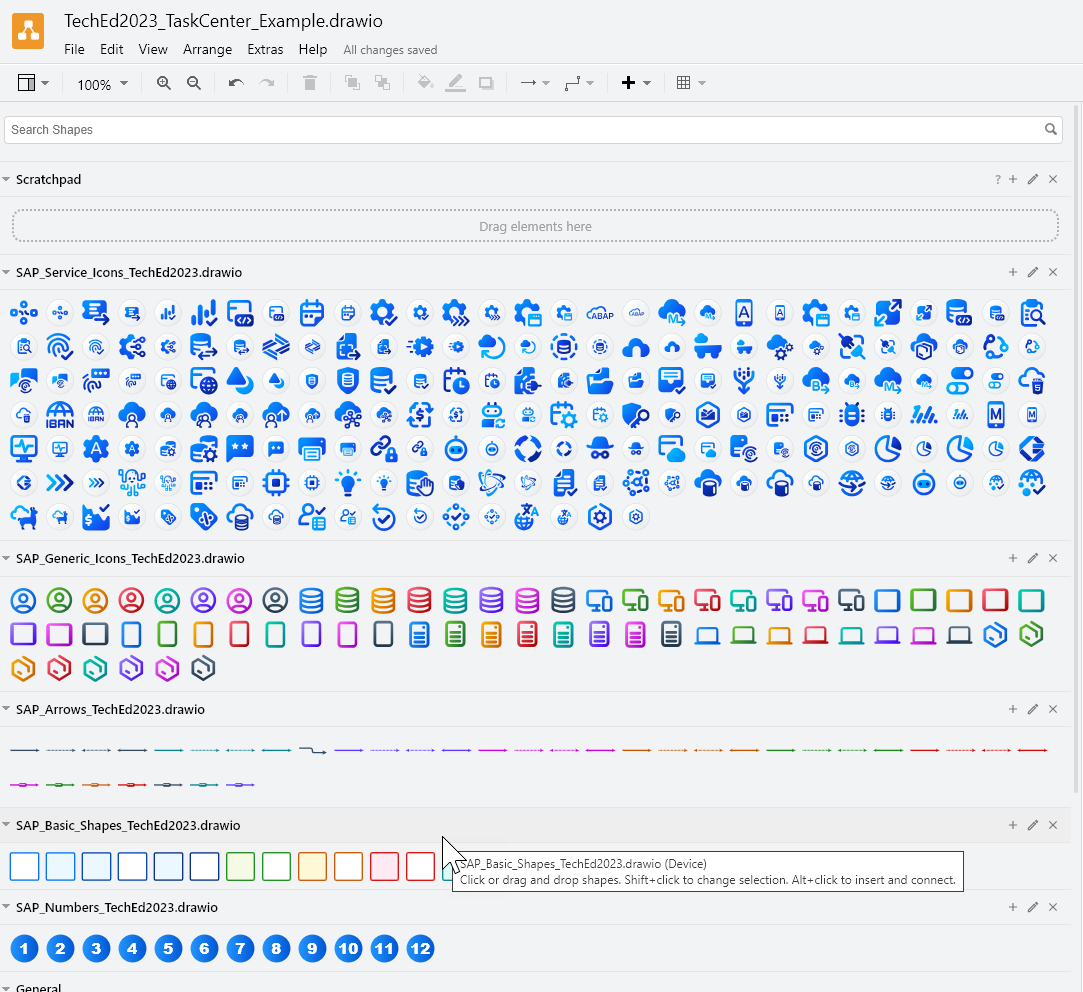 TechEd2023_TaskCenter_Example.drawio
File Edit View Arrange Extras Help All changes saved
100%
Search Shapes
Scratchpad
?
Drag elements here
SAP_Service_Icons_TechEd2023.drawio
ABAP
IBAN IBAN
SAP_Generic_Icons_TechEd2023.drawio
SAP_Arrows_TechEd2023.drawio
SAP_Basic_Shapes_TechEd2023.drawio
SAP_Basic_Shapes_TechEd2023.drawio (Device)
Click or drag and drop shapes. Shift+click to change selection. Alt+click to insert and connect.
SAP_Numbers_TechEd2023.drawio
1 2 3 4 5 6 7 8 9 10 11 12
General